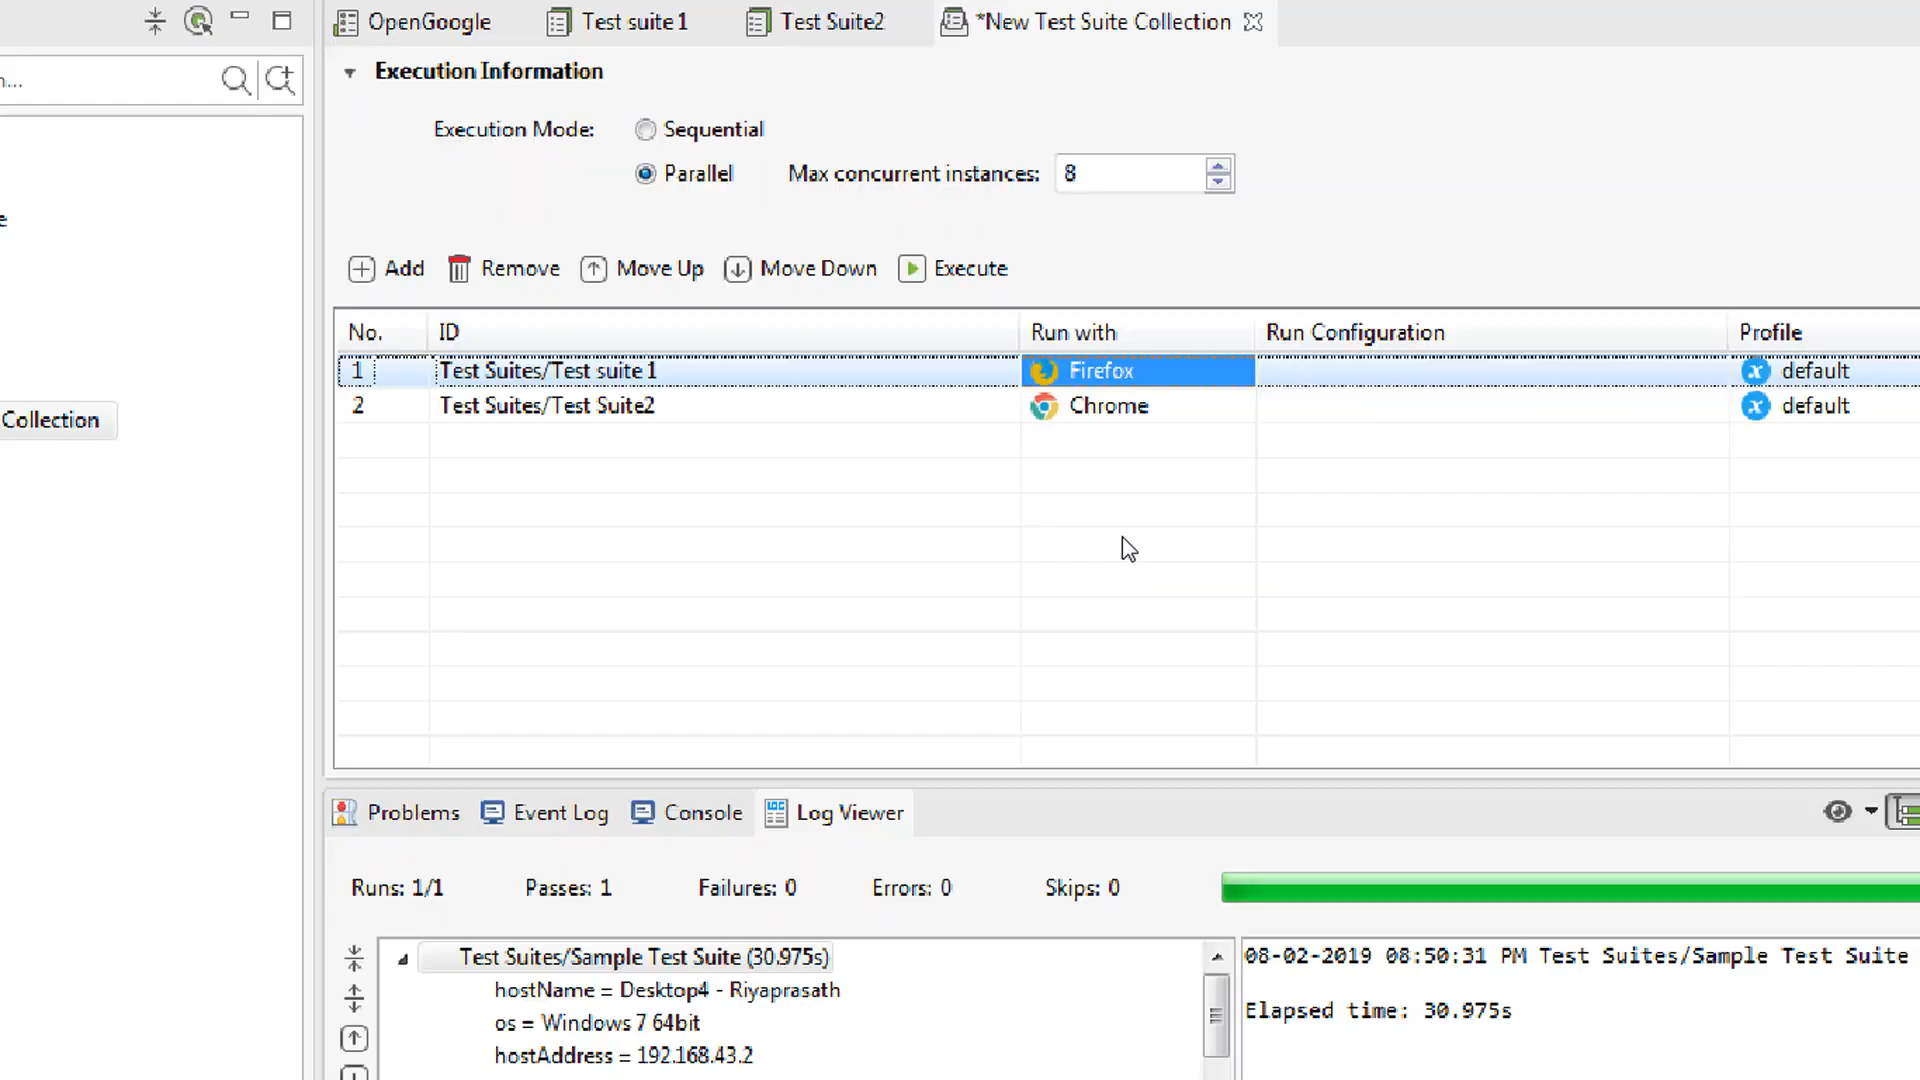 OpenGoogle Test suite 1 Test Suite2 *New Test Suite Collection
n...
Execution Information
Execution Mode: Sequential
Parallel Max concurrent instances: 8
e
Add Remove Move Up Move Down Execute
No. ID Run with Run Configuration Profile
1 Test Suites/Test suite 1 Firefox default
2 Test Suites/Test Suite2 Chrome default
Collection
Problems Event Log Console Log Viewer
Runs: 1/1 Passes: 1 Failures: 0 Errors: 0 Skips: 0
Test Suites/Sample Test Suite (30.975s)
hostName = Desktop4 - Riyaprasath
os = Windows 7 64bit
hostAddress = 192.168.43.2
08-02-2019 08:50:31 PM Test Suites/Sample Test Suite
Elapsed time: 30.975s